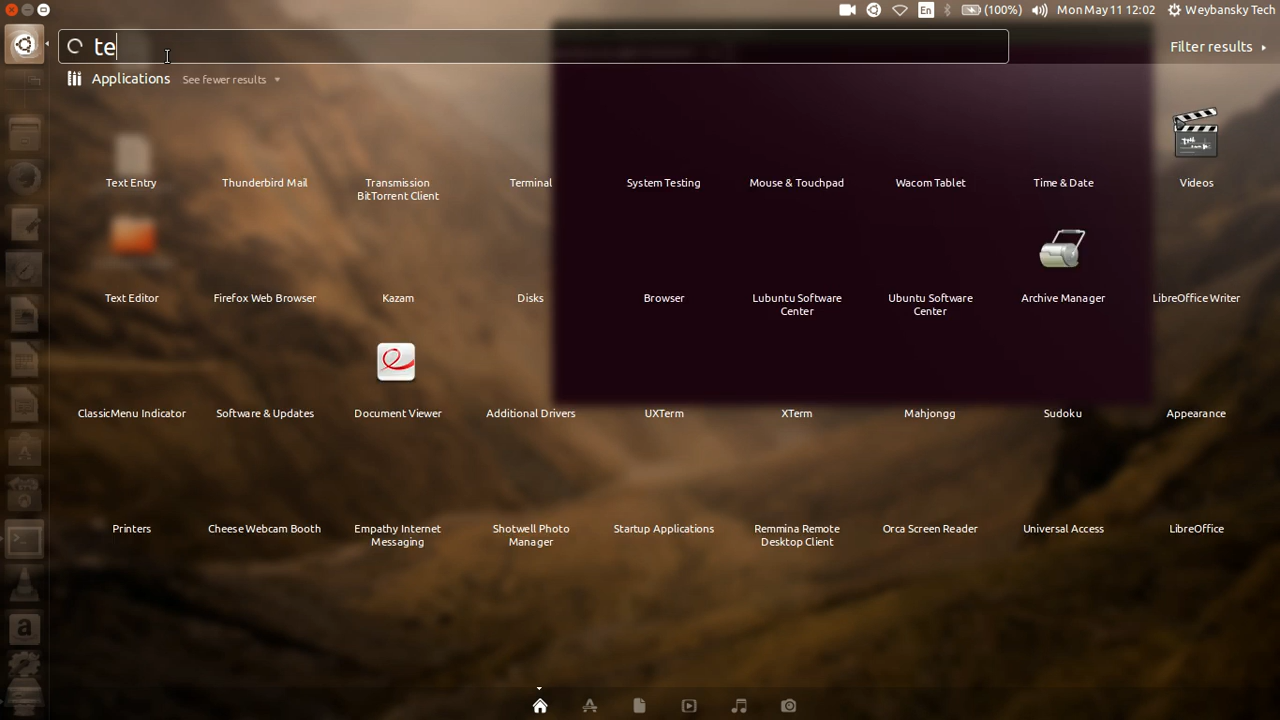 En (100%) Mon May 11 12:02 Weybansky Tech
te
Filter results
Applications See fewer results
Text Entry Thunderbird Mail Transmission BitTorrent Client Terminal System Testing Mouse & Touchpad Wacom Tablet Time & Date Videos
Text Editor Firefox Web Browser Kazam Disks Browser Lubuntu Software Center Ubuntu Software Center Archive Manager LibreOffice Writer
ClassicMenu Indicator Software & Updates Document Viewer Additional Drivers UXTerm XTerm Mahjongg Sudoku Appearance
Printers Cheese Webcam Booth Empathy Internet Messaging Shotwell Photo Manager Startup Applications Remmina Remote Desktop Client Orca Screen Reader Universal Access LibreOffice